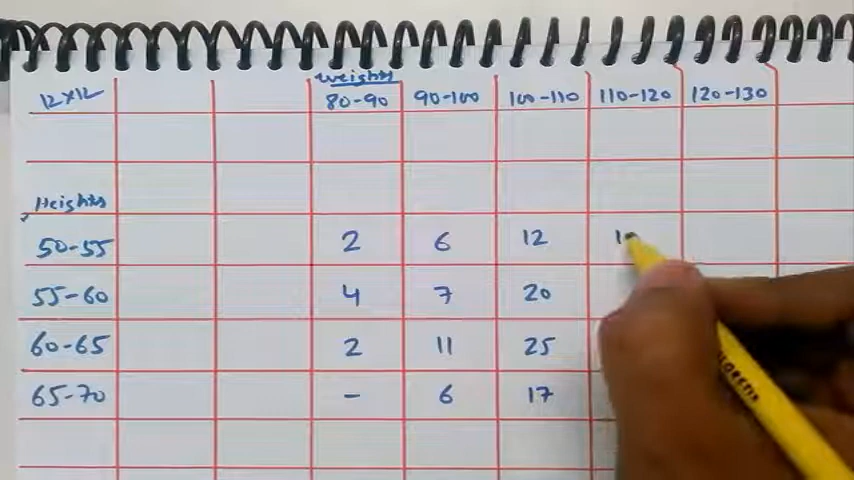 weights
12x12 80-90 90-100 100-110 110-120 120-130
Heights
50-55 2 6 12
55-60 4 7 20
60-65 2 11 25
65-70 - 6 17